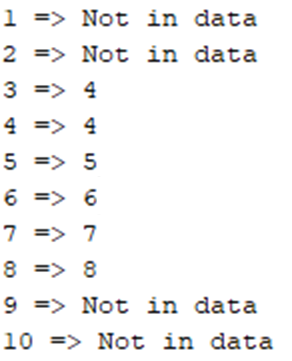 1 => Not in data
2 => Not in data
3 => 4
4 => 4
5 => 5
6 => 6
7 => 7
8 => 8
9 => Not in data
10 => Not in data